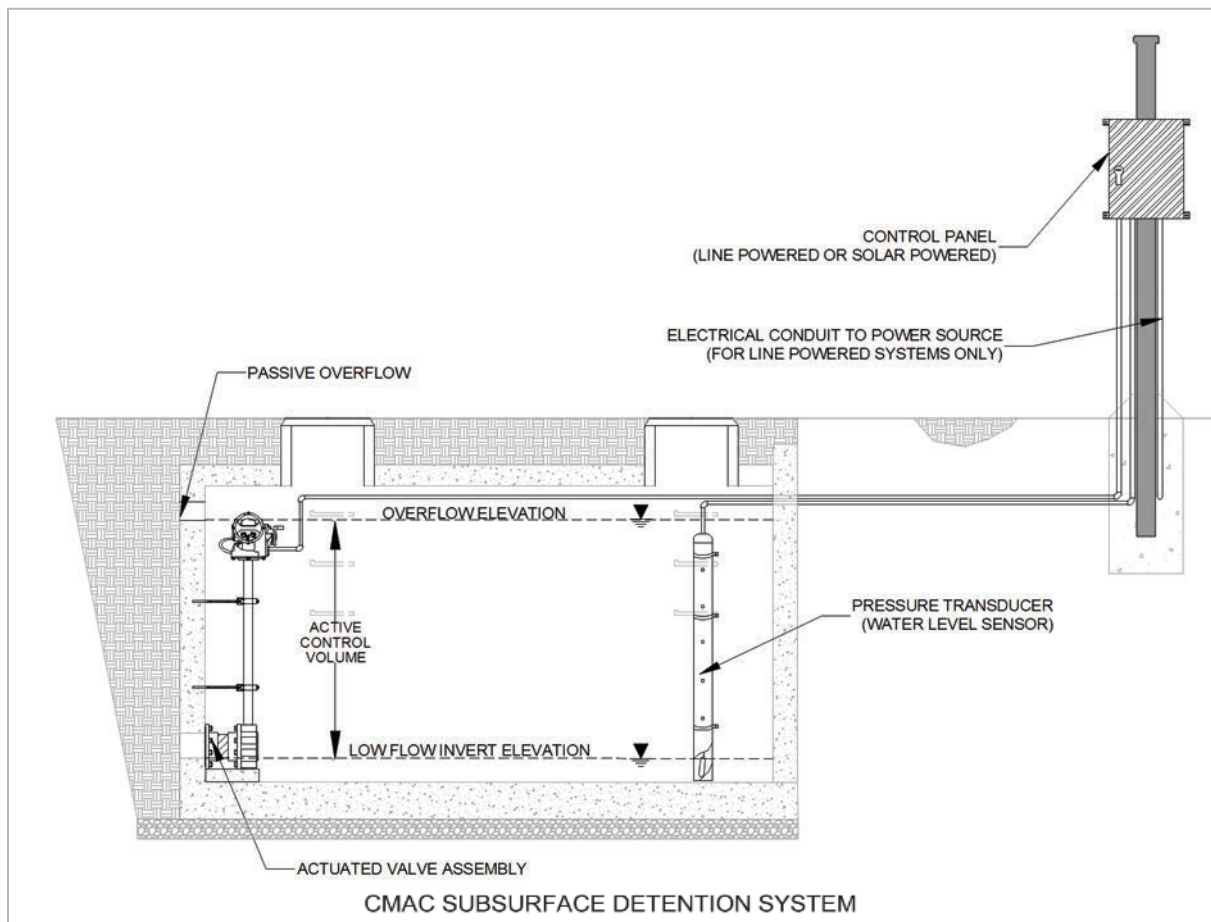 CONTROL PANEL
(LINE POWERED OR SOLAR POWERED)
ELECTRICAL CONDUIT TO POWER SOURCE
(FOR LINE POWERED SYSTEMS ONLY)
PASSIVE OVERFLOW
OVERFLOW ELEVATION
PRESSURE TRANSDUCER
(WATER LEVEL SENSOR)
ACTIVE
CONTROL
VOLUME
LOW FLOW INVERT ELEVATION
ACTUATED VALVE ASSEMBLY
CMAC SUBSURFACE DETENTION SYSTEM